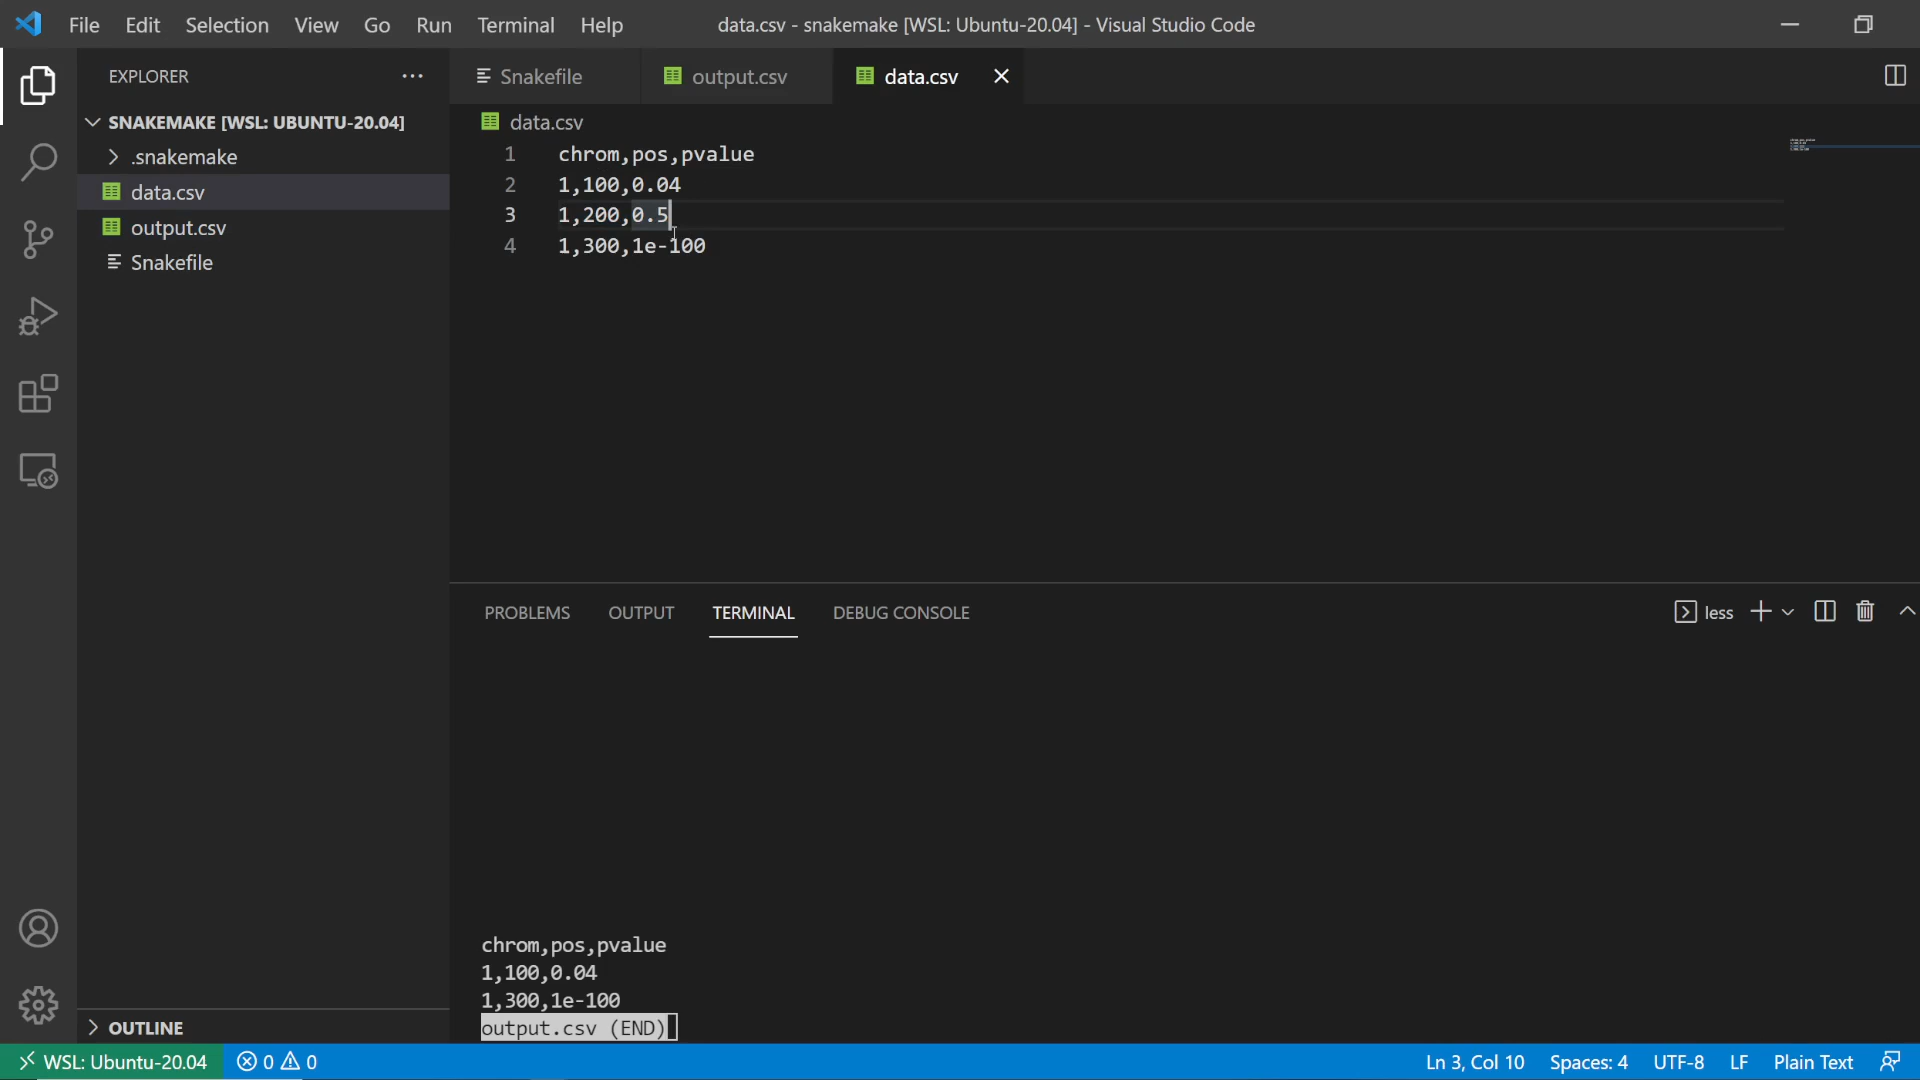 File Edit Selection View Go Run Terminal Help data.csv - snakemake [WSL: Ubuntu-20.04] - Visual Studio Code
EXPLORER
SNAKEMAKE [WSL: UBUNTU-20.04]
.snakemake
data.csv
output.csv
Snakefile
OUTLINE
Snakefile output.csv data.csv
data.csv
1 chrom,pos,pvalue
2 1,100,0.04
3 1,200,0.5
4 1,300,1e-100
PROBLEMS OUTPUT TERMINAL DEBUG CONSOLE less
chrom,pos,pvalue
1,100,0.04
1,300,1e-100
output.csv (END)
WSL: Ubuntu-20.04 0 0 Ln 3, Col 10 Spaces: 4 UTF-8 LF Plain Text